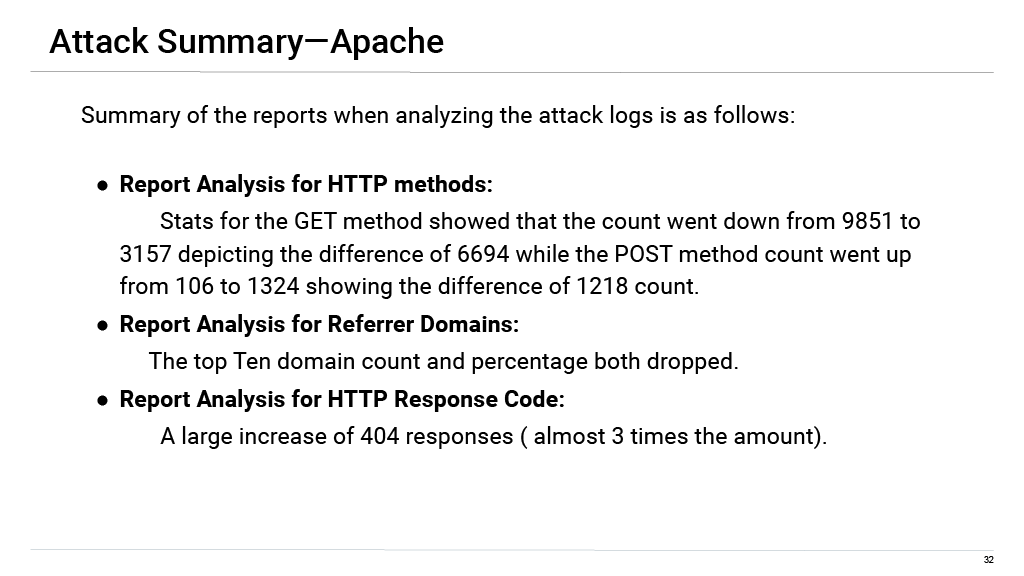 Attack Summary—Apache
Summary of the reports when analyzing the attack logs is as follows:
● Report Analysis for HTTP methods:
Stats for the GET method showed that the count went down from 9851 to
3157 depicting the difference of 6694 while the POST method count went up
from 106 to 1324 showing the difference of 1218 count.
● Report Analysis for Referrer Domains:
The top Ten domain count and percentage both dropped.
● Report Analysis for HTTP Response Code:
A large increase of 404 responses ( almost 3 times the amount).
32